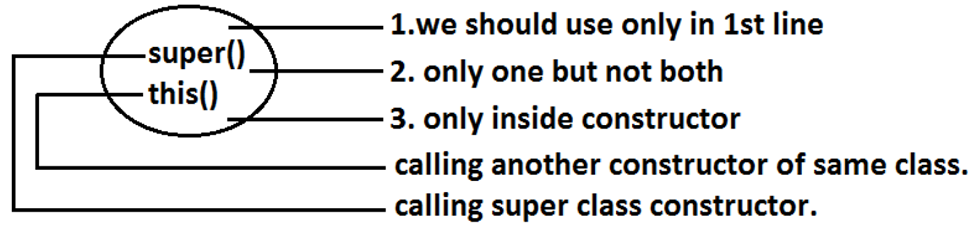 1.we should use only in 1st line
super()
2. only one but not both
this()
3. only inside constructor
calling another constructor of same class.
calling super class constructor.